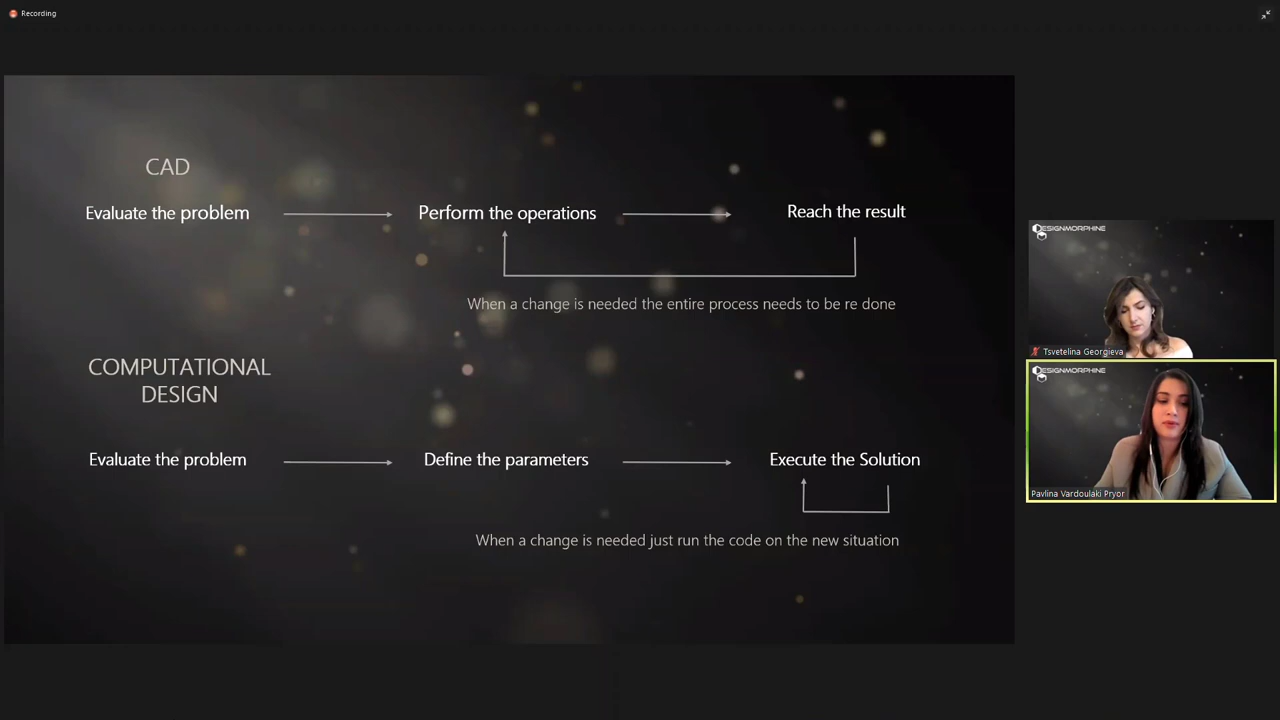 Recording
CAD
Evaluate the problem
Perform the operations
Reach the result
When a change is needed the entire process needs to be re done
COMPUTATIONAL
DESIGN
Evaluate the problem
Define the parameters
Execute the Solution
When a change is needed just run the code on the new situation
DESIGNMORPHINE
Tsvetelina Georgieva
DESIGNMORPHINE
Pavlina Vardoulaki Pryor